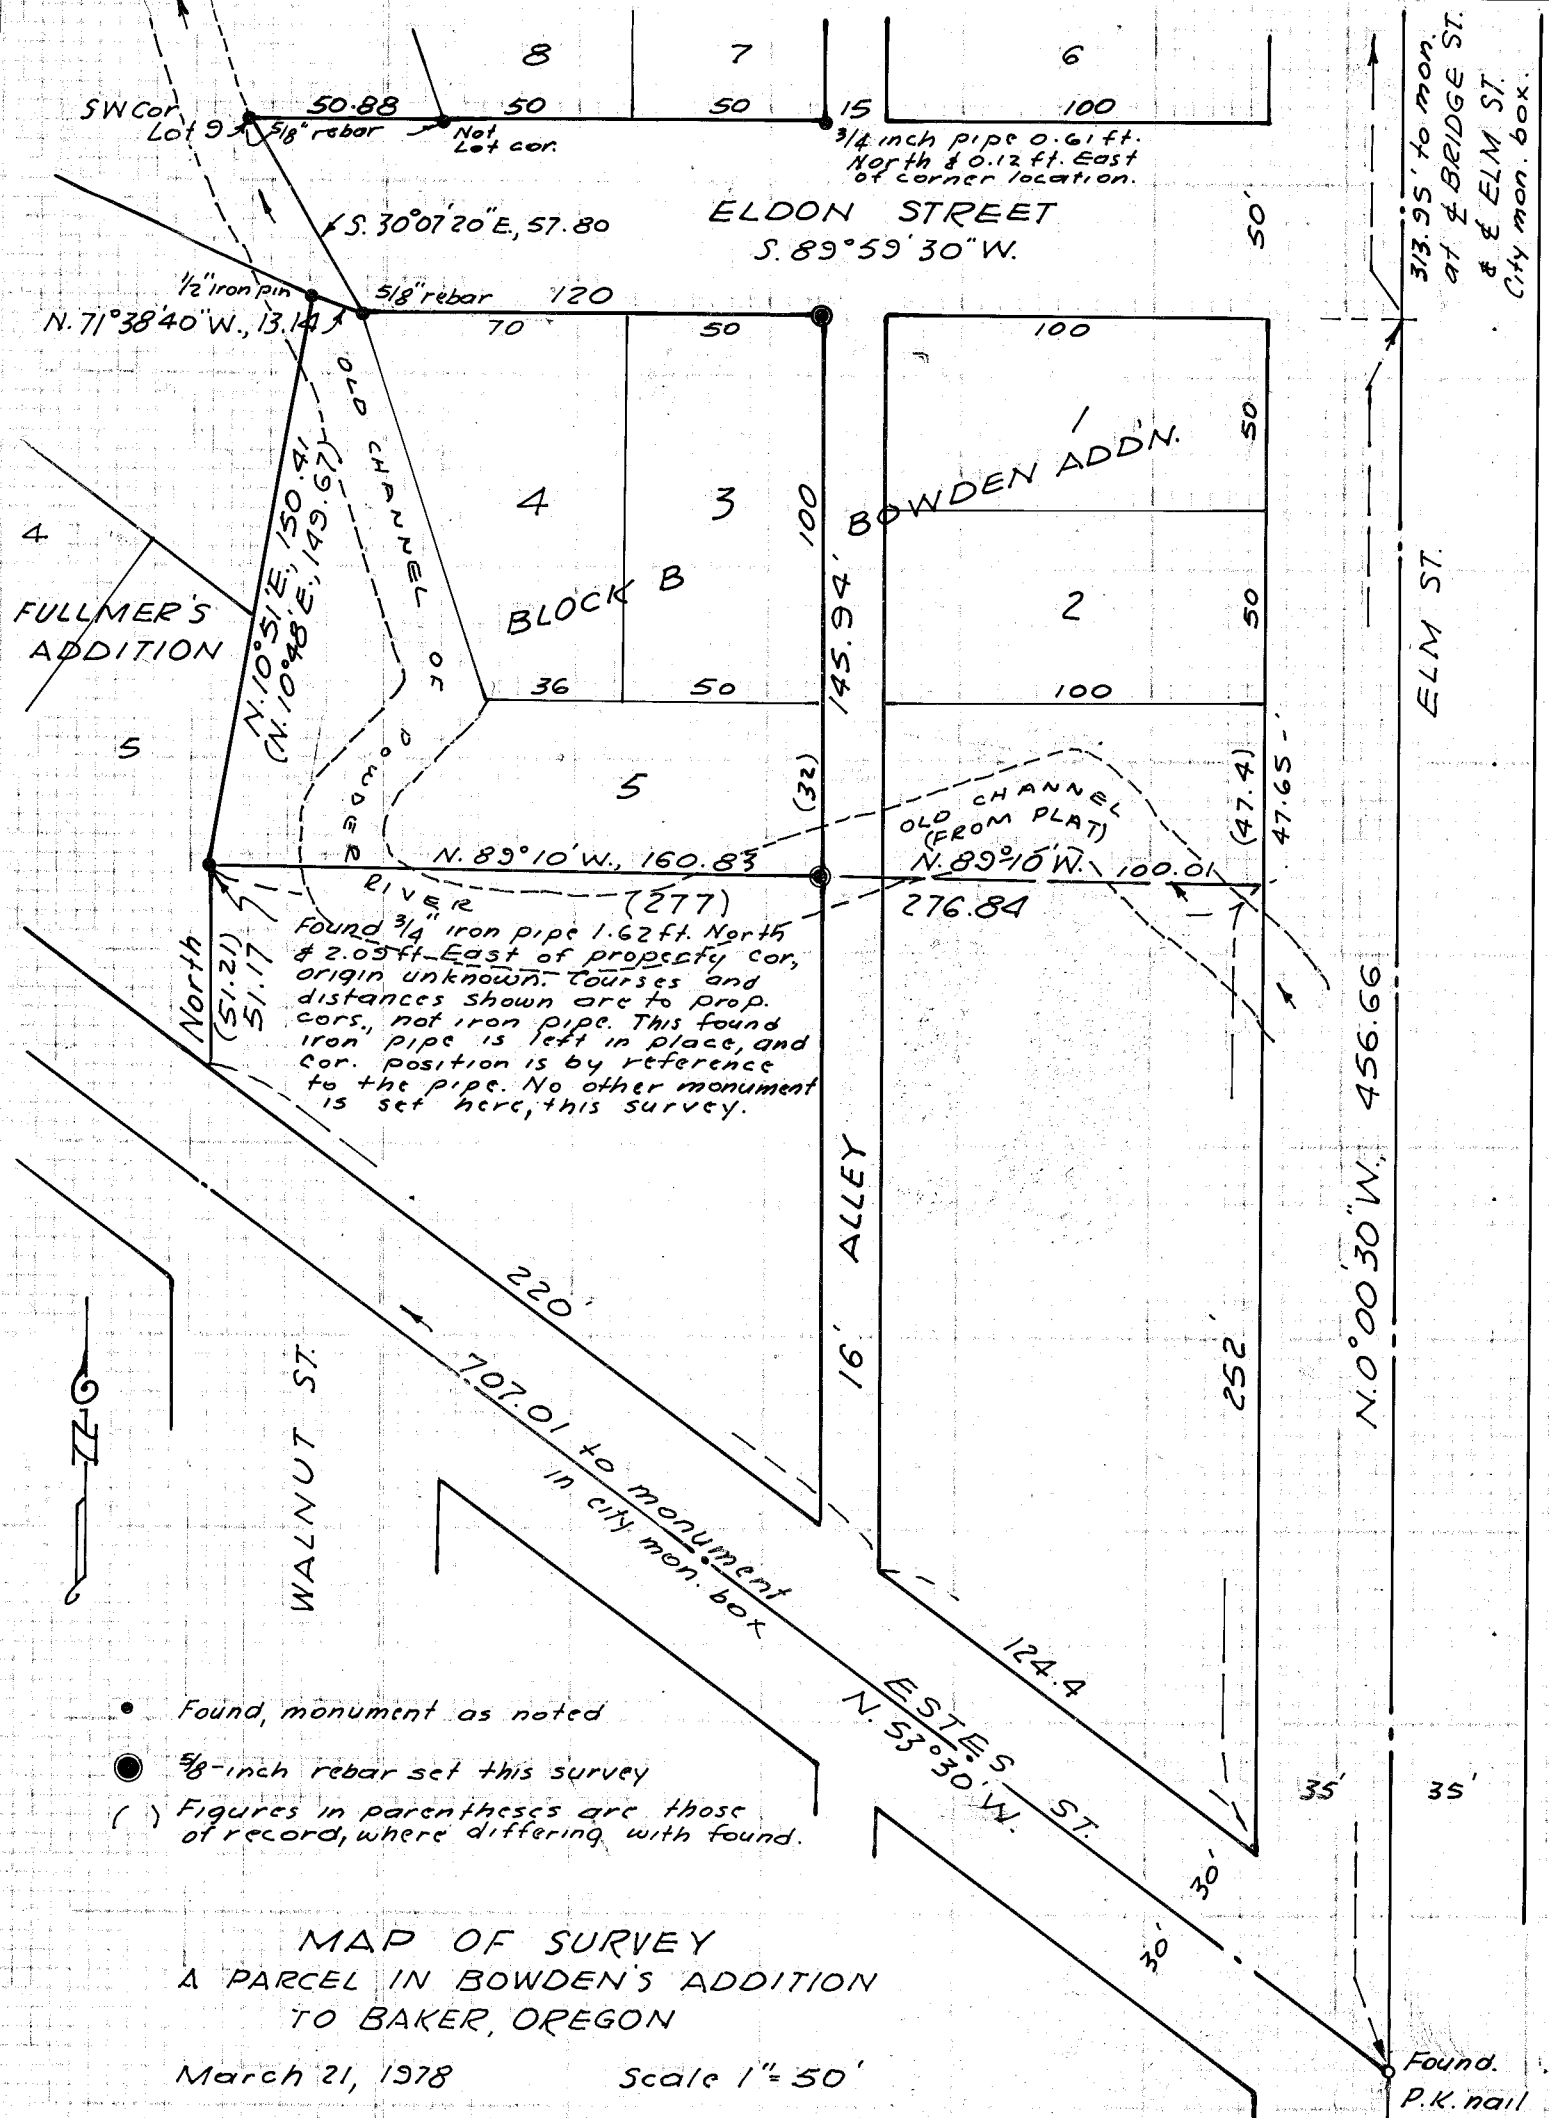 8
7
6
SW Cor.
Lot 9
50.88
50
50
15
100
5/8" rebar
Not
Lot cor.
3/4 inch pipe 0.61 ft.
North & 0.12 ft. East
of corner location.
313.95' to mon.
at ℄ BRIDGE ST.
& ℄ ELM ST.
City mon. box.
S. 30°07'20"E., 57.80
ELDON STREET
S. 89°59'30"W.
50'
1/2" iron pin
5/8" rebar
120
N. 71°38'40"W., 13.14
70
50
100
OLD CHANNEL OF
POWDER
RIVER
1
50
BOWDEN ADD'N.
4
3
100
N. 10°51'E., 150.41
(N. 10°48'E., 149.67)
4
FULLMER'S
ADDITION
BLOCK B
145.94'
2
50
ELM ST.
36
50
100
5
5
(32)
(47.4)
47.65
OLD CHANNEL
(FROM PLAT)
N. 89°10'W., 160.83
N. 89°10'W. 100.01
(277)
276.84
North
(51.21)
51.17
Found 3/4" iron pipe 1.62 ft. North
& 2.05 ft. East of property cor,
origin unknown. Courses and
distances shown are to prop.
cors., not iron pipe. This found
iron pipe is left in place, and
cor. position is by reference
to the pipe. No other monument
is set here, this survey.
N. 0°00'30"W., 456.66
16' ALLEY
220'
252'
707.01 to monument
in city mon. box
WALNUT ST.
N
124.4
ESTES ST.
N. 53°30'W.
Found, monument as noted
5/8-inch rebar set this survey
( ) Figures in parentheses are those
of record, where differing with found.
35'
35'
30'
30'
MAP OF SURVEY
A PARCEL IN BOWDEN'S ADDITION
TO BAKER, OREGON
March 21, 1978
Scale 1"= 50'
Found.
P.K. nail